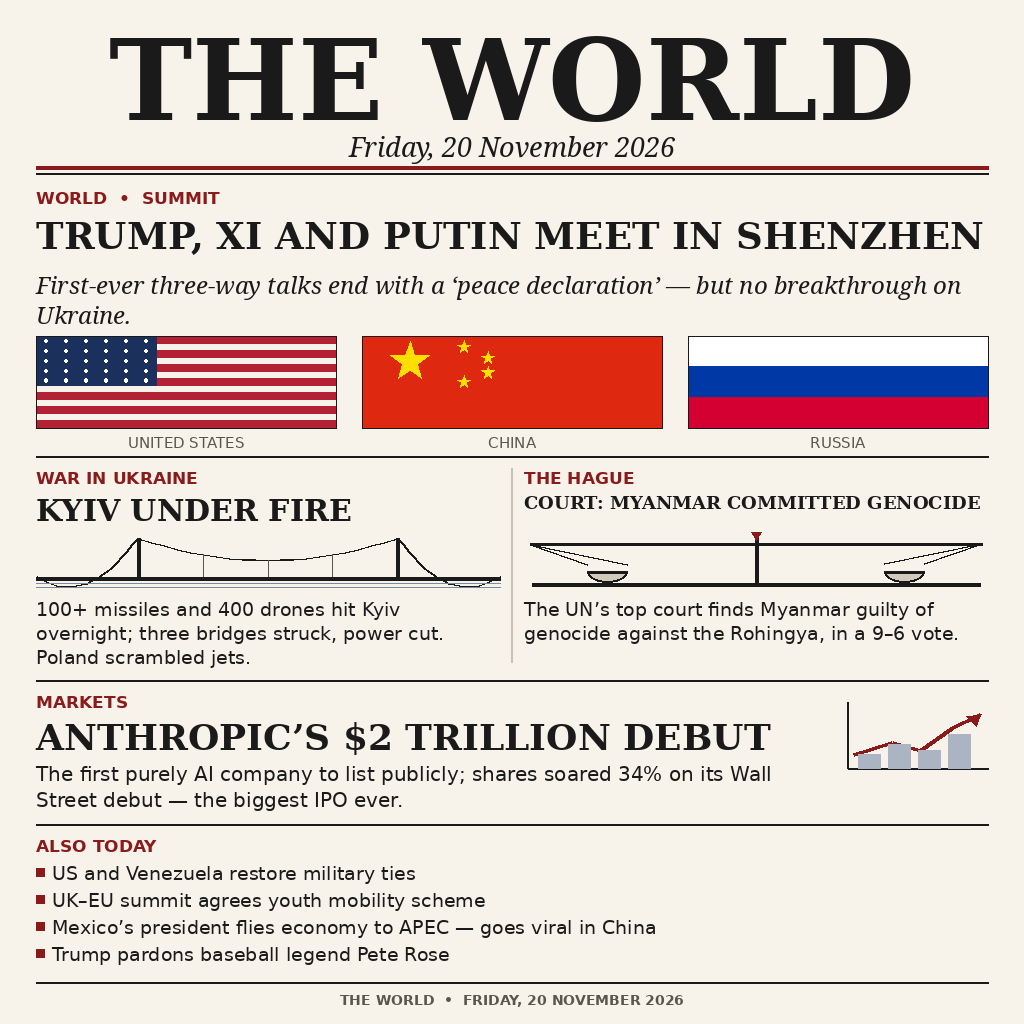 THE WORLD
Friday, 20 November 2026
WORLD • SUMMIT
TRUMP, XI AND PUTIN MEET IN SHENZHEN
First-ever three-way talks end with a ‘peace declaration’ — but no breakthrough on
Ukraine.
UNITED STATES
CHINA
RUSSIA
WAR IN UKRAINE
KYIV UNDER FIRE
100+ missiles and 400 drones hit Kyiv
overnight; three bridges struck, power cut.
Poland scrambled jets.
THE HAGUE
COURT: MYANMAR COMMITTED GENOCIDE
The UN’s top court finds Myanmar guilty of
genocide against the Rohingya, in a 9–6 vote.
MARKETS
ANTHROPIC’S $2 TRILLION DEBUT
The first purely AI company to list publicly; shares soared 34% on its Wall
Street debut — the biggest IPO ever.
ALSO TODAY
US and Venezuela restore military ties
UK–EU summit agrees youth mobility scheme
Mexico’s president flies economy to APEC — goes viral in China
Trump pardons baseball legend Pete Rose
THE WORLD • FRIDAY, 20 NOVEMBER 2026